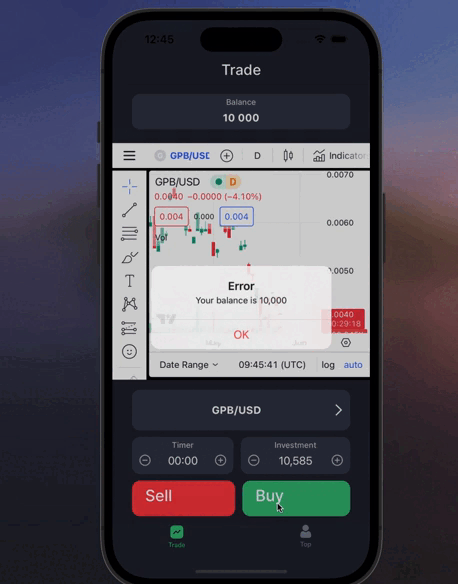 12:45
Trade
Balance
10 000
GPB/USD
D
Indicator
GPB/USD
D
0.0040 −0.0000 (−4.10%)
0.004
0.000
0.004
Vol
0.0070
0.0060
0.0050
0.0040
00:29:18
Error
Your balance is 10,000
OK
Date Range
09:45:41 (UTC)
log
auto
GPB/USD
Timer
00:00
Investment
10,585
Sell
Buy
Trade
Top